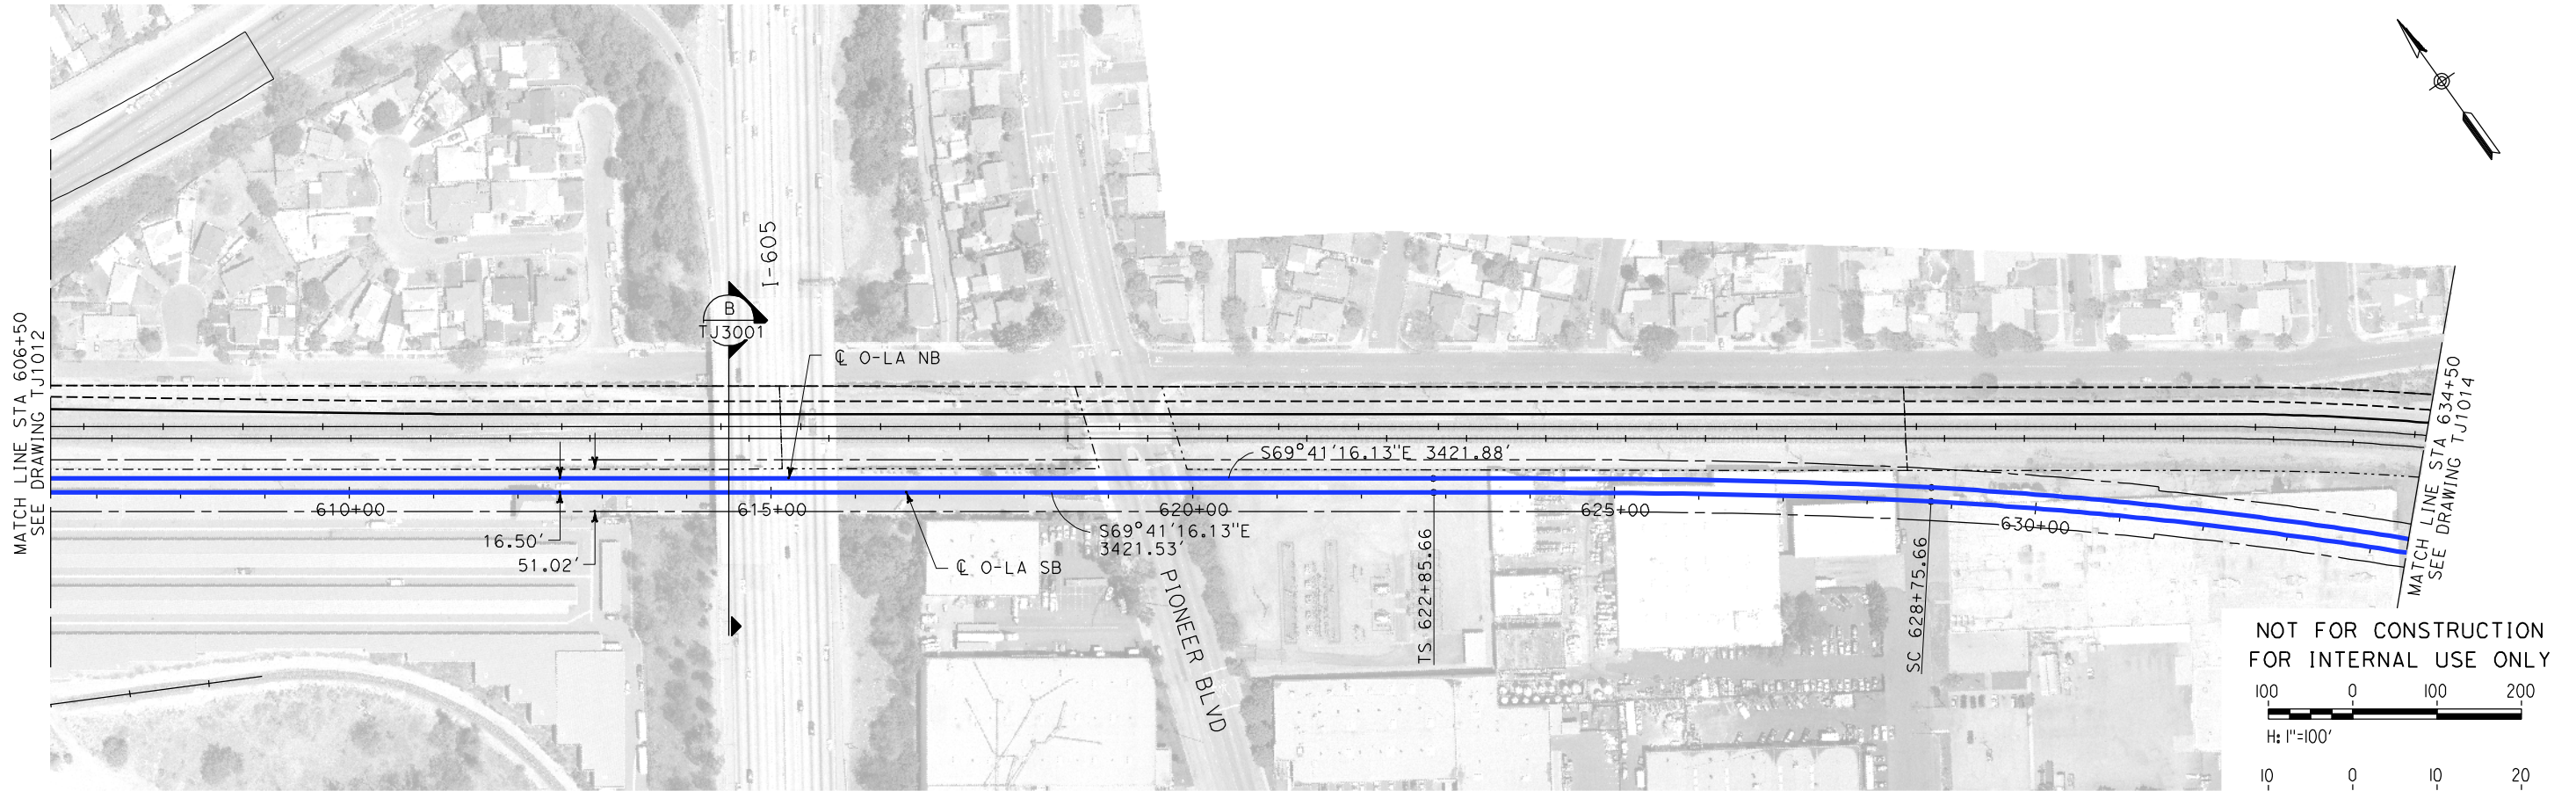 MATCH LINE STA 606+50
SEE DRAWING TJ1012
I-605
B
TJ3001
℄ O-LA NB
S69°41'16.13"E 3421.88'
610+00
615+00
620+00
625+00
630+00
16.50'
51.02'
S69°41'16.13"E
3421.53'
℄ O-LA SB
PIONEER BLVD
TS 622+85.66
SC 628+75.66
MATCH LINE STA 634+50
SEE DRAWING TJ1014
NOT FOR CONSTRUCTION
FOR INTERNAL USE ONLY
100 0 100 200
H: 1"=100'
10 0 10 20